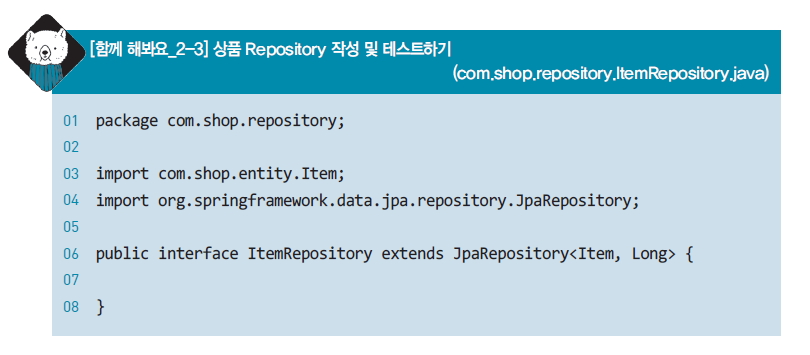 [함께 해봐요_2-3] 상품 Repository 작성 및 테스트하기
(com.shop.repository.ItemRepository.java)
01 package com.shop.repository;
02
03 import com.shop.entity.Item;
04 import org.springframework.data.jpa.repository.JpaRepository;
05
06 public interface ItemRepository extends JpaRepository<Item, Long> {
07
08 }